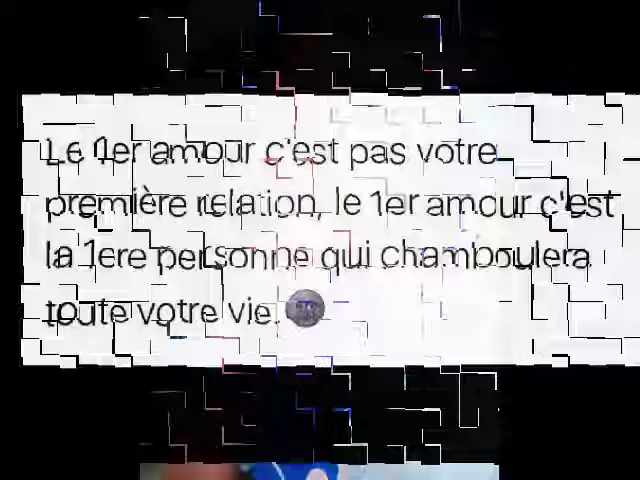 Le 1er amour c'est pas votre
première relation, le 1er amour c'est
la 1ere personne qui chamboulera
toute votre vie.